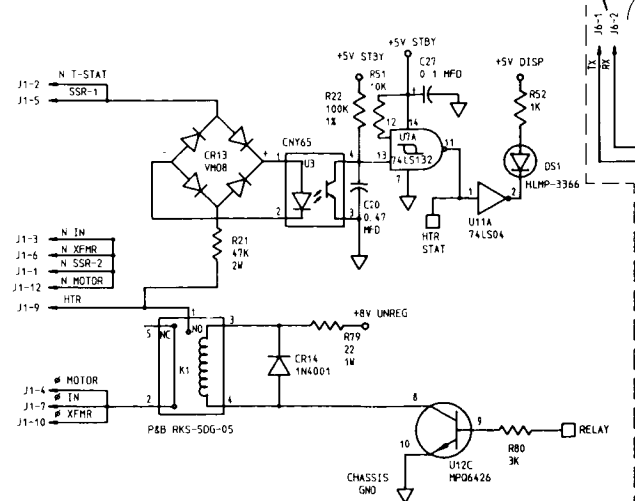 J6-1
J6-2
TX
RX
+5V STBY
+5V STBY
C27
0.1 MFD
+5V DISP
R51
10K
R22
100K
1%
R52
1K
DS1
HLMP-3366
N T-STAT
J1-2
SSR-1
J1-5
-
+
CR13
VM08
CNY65
U3
1
2
4
3
12
13
14
11
7
U7A
74LS132
C20
0.47
MFD
HTR
STAT
1
2
U11A
74LS04
R21
47K
2W
N IN
J1-3
N XFMR
J1-6
N SSR-2
J1-1
N MOTOR
J1-12
HTR
J1-9
1
5
NC
NO
3
K1
2
4
P&B RKS-5DG-05
+8V UNREG
R79
22
1W
CR14
1N4001
ø MOTOR
J1-4
ø IN
J1-7
ø XFMR
J1-10
8
9
10
U12C
MPQ6426
R80
3K
RELAY
CHASSIS
GND